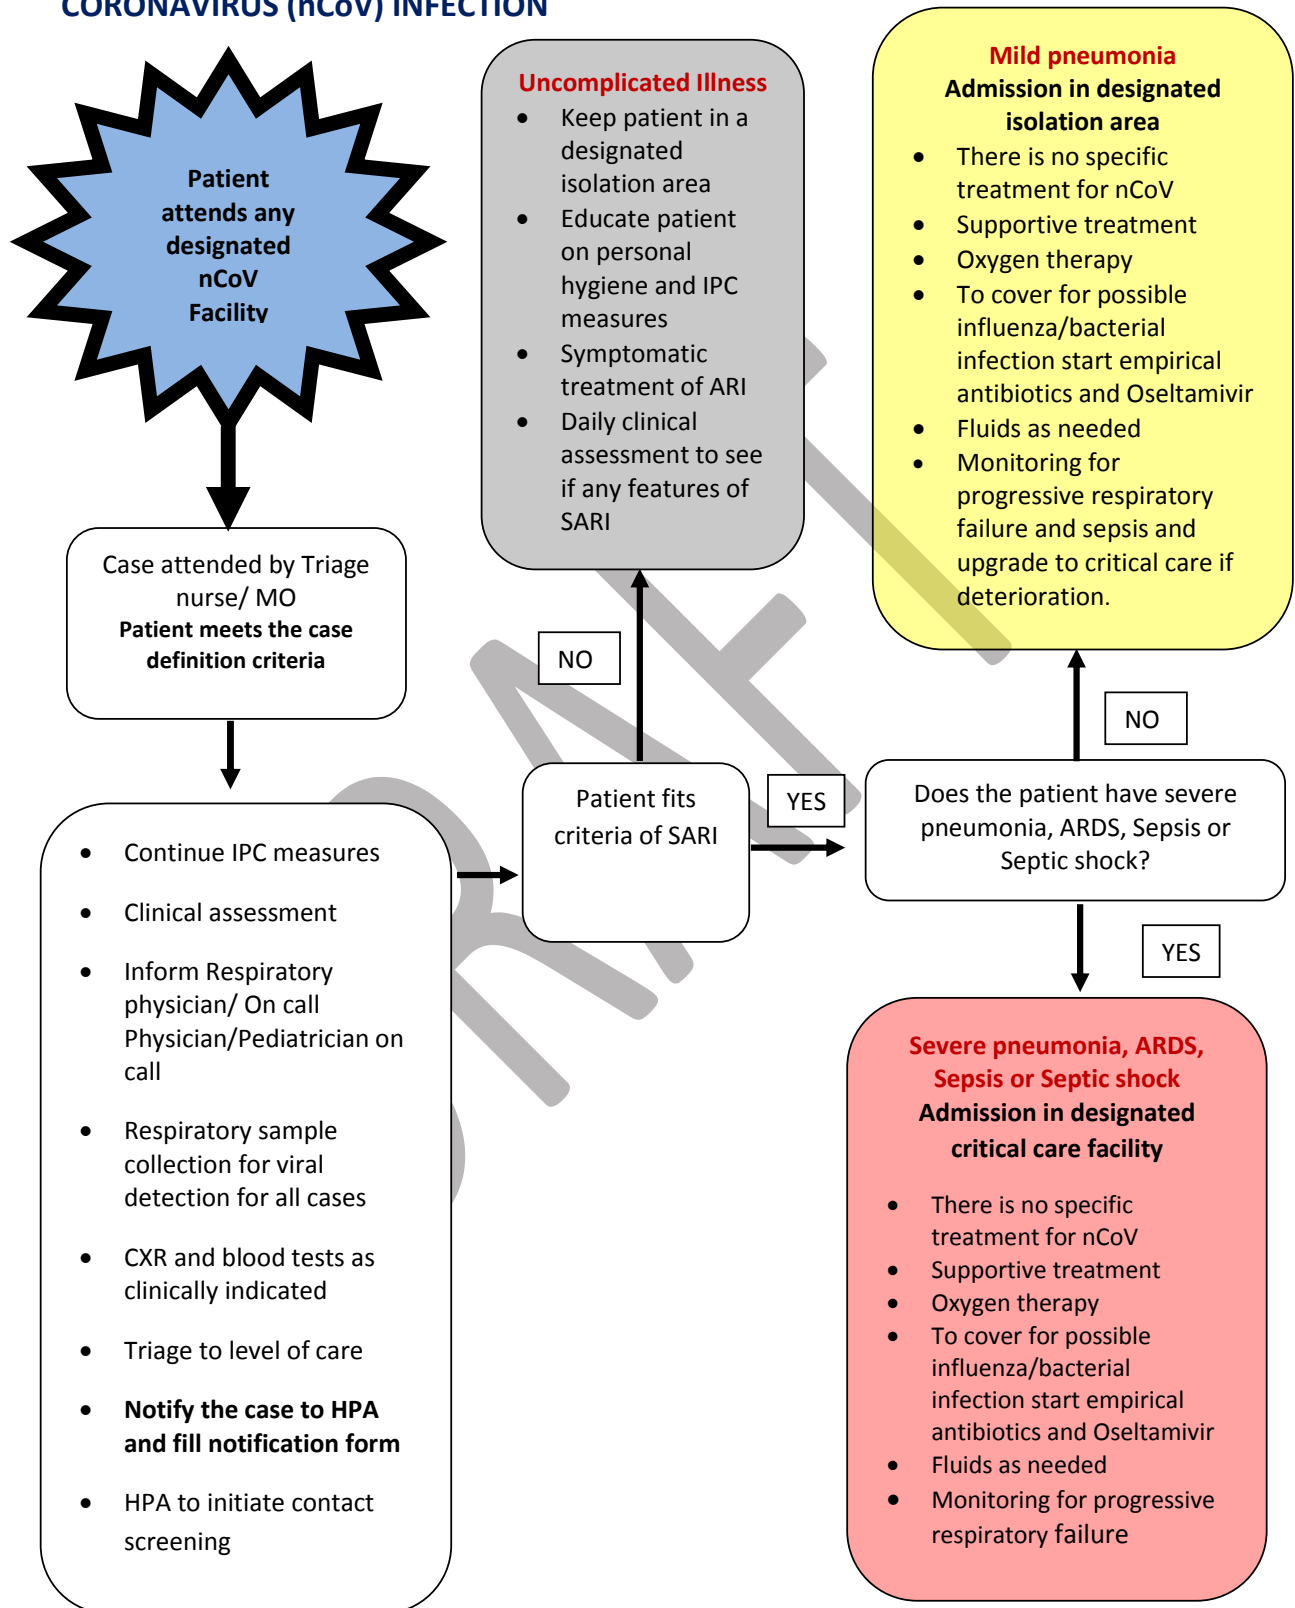 CORONAVIRUS (nCoV) INFECTION
Patient
attends any
designated
nCoV
Facility
Case attended by Triage
nurse/ MO
Patient meets the case
definition criteria
• Continue IPC measures
• Clinical assessment
• Inform Respiratory
physician/ On call
Physician/Pediatrician on
call
• Respiratory sample
collection for viral
detection for all cases
• CXR and blood tests as
clinically indicated
• Triage to level of care
• Notify the case to HPA
and fill notification form
• HPA to initiate contact
screening
Patient fits
criteria of SARI
NO
Uncomplicated Illness
• Keep patient in a
designated
isolation area
• Educate patient
on personal
hygiene and IPC
measures
• Symptomatic
treatment of ARI
• Daily clinical
assessment to see
if any features of
SARI
YES
Does the patient have severe
pneumonia, ARDS, Sepsis or
Septic shock?
NO
Mild pneumonia
Admission in designated
isolation area
• There is no specific
treatment for nCoV
• Supportive treatment
• Oxygen therapy
• To cover for possible
influenza/bacterial
infection start empirical
antibiotics and Oseltamivir
• Fluids as needed
• Monitoring for
progressive respiratory
failure and sepsis and
upgrade to critical care if
deterioration.
YES
Severe pneumonia, ARDS,
Sepsis or Septic shock
Admission in designated
critical care facility
• There is no specific
treatment for nCoV
• Supportive treatment
• Oxygen therapy
• To cover for possible
influenza/bacterial
infection start empirical
antibiotics and Oseltamivir
• Fluids as needed
• Monitoring for progressive
respiratory failure